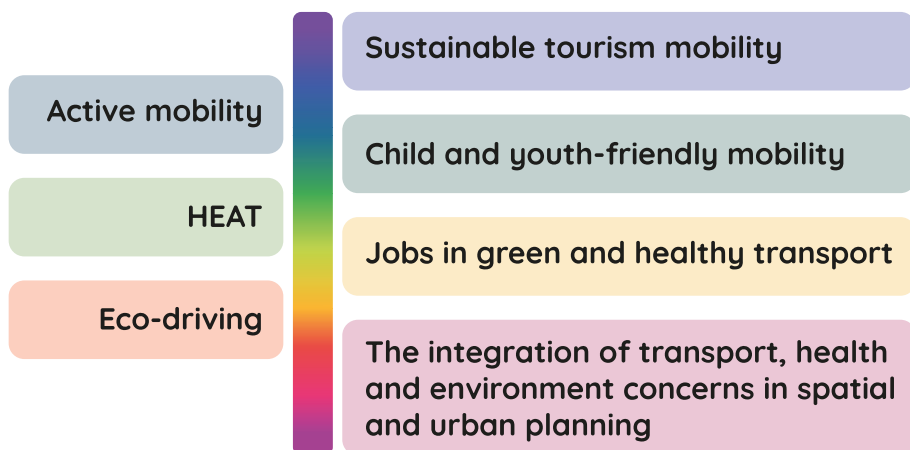 Sustainable tourism mobility
Active mobility
Child and youth-friendly mobility
HEAT
Jobs in green and healthy transport
Eco-driving
The integration of transport, health
and environment concerns in spatial
and urban planning